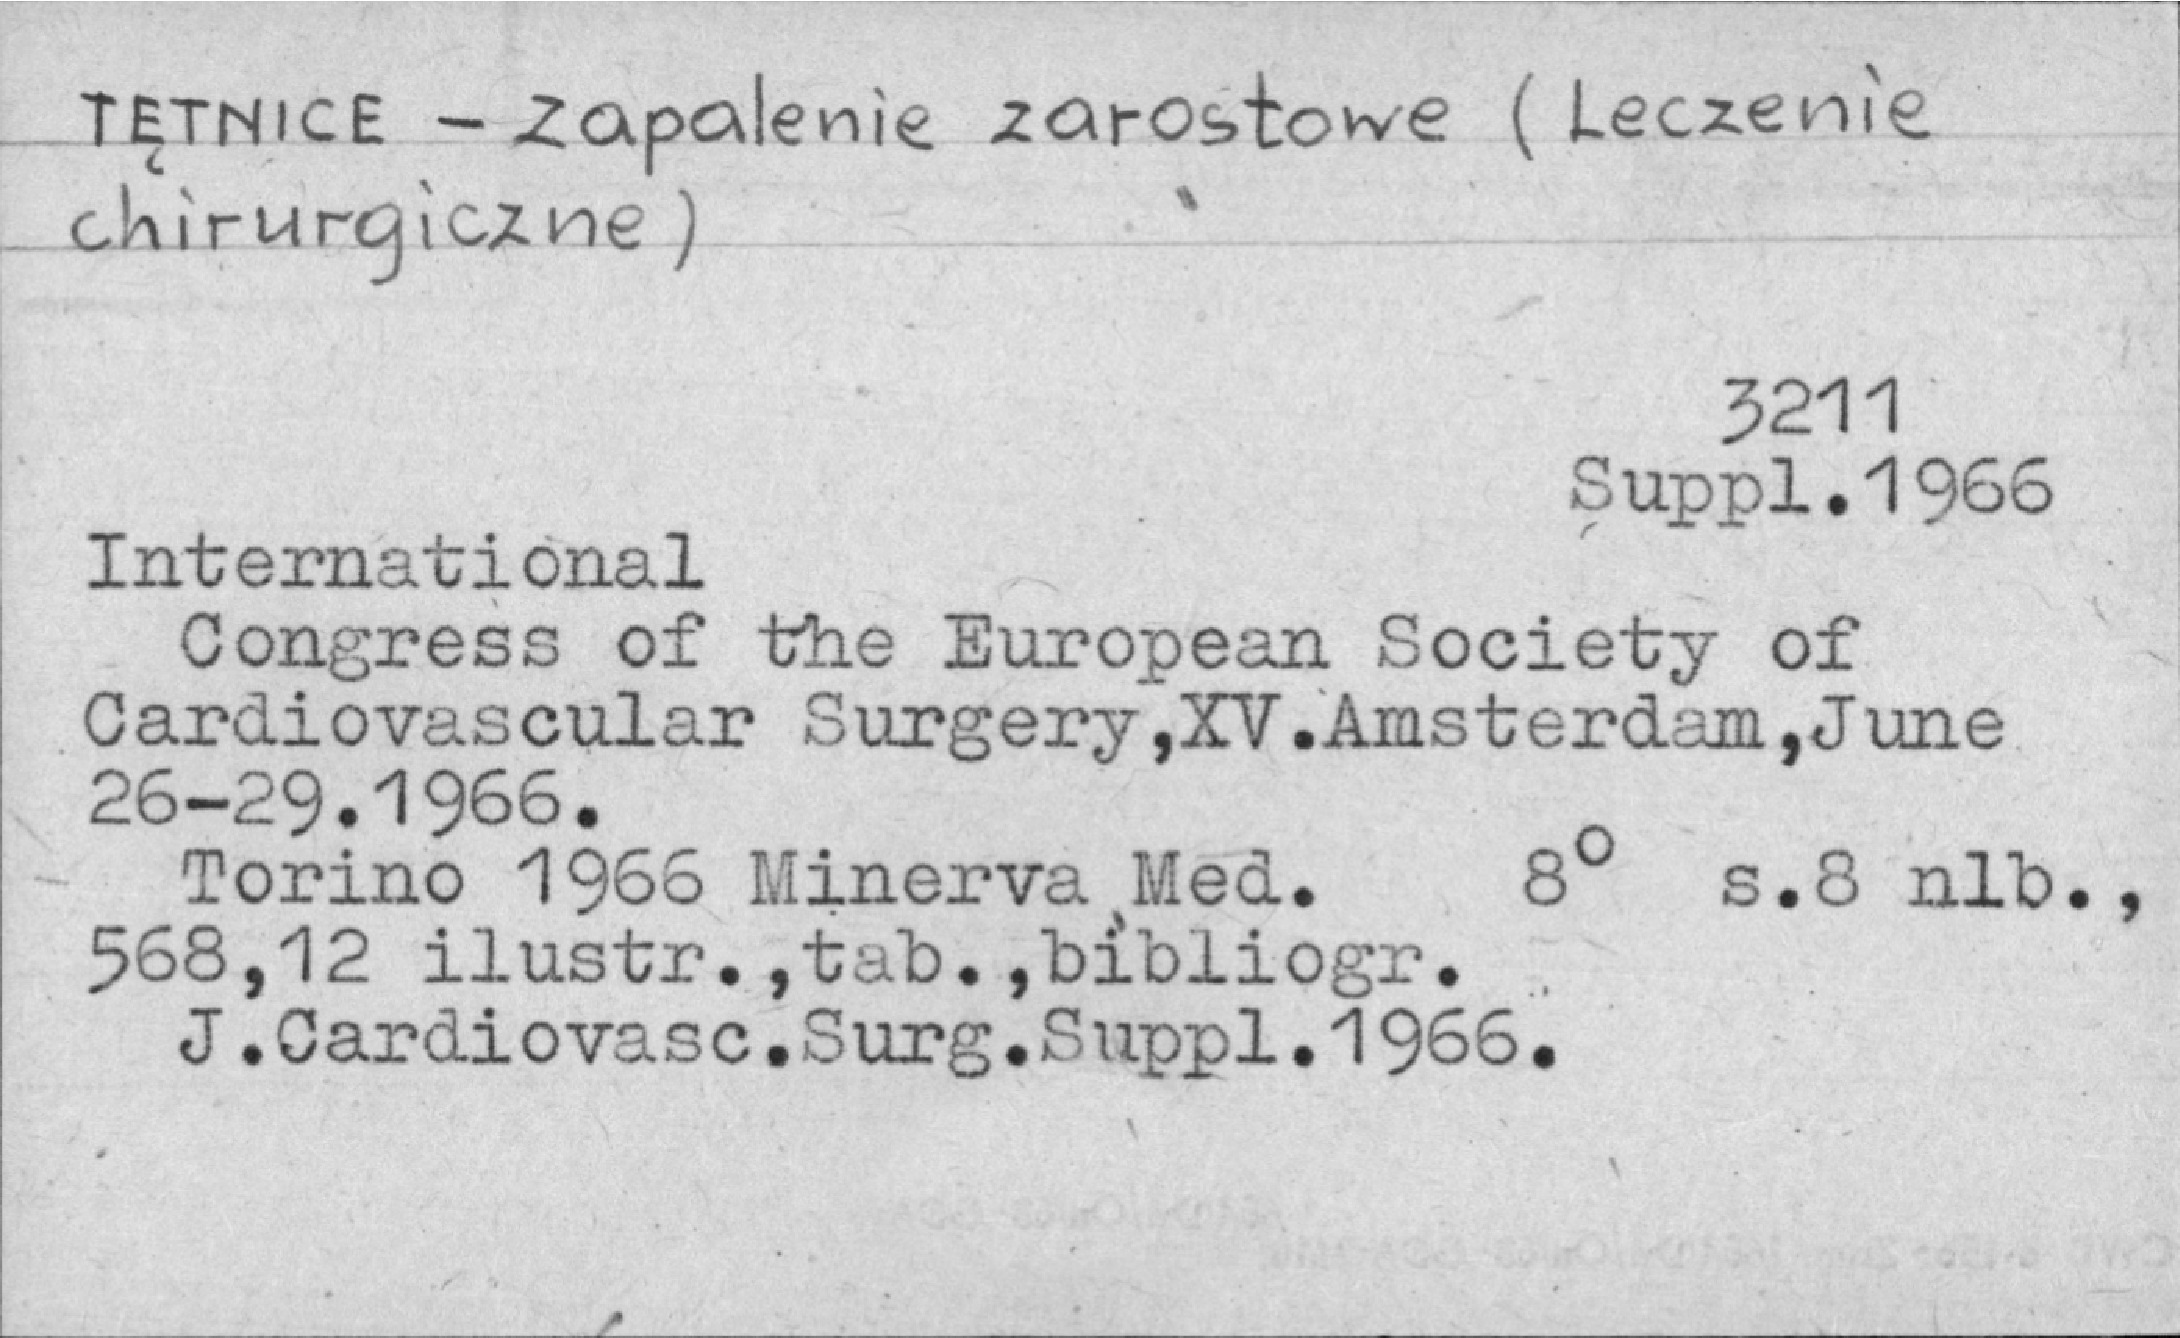 TĘTNICE - zapalenie zarostowe (Leczenie
chirurgiczne)
3211
Suppl.1966
International
Congress of the European Society of
Cardiovascular Surgery,XV.Amsterdam,June
26-29.1966.
Torino 1966 Minerva Med. 8° s.8 nlb.,
568,12 ilustr.,tab.,bibliogr.
J.Cardiovasc.Surg.Suppl.1966.